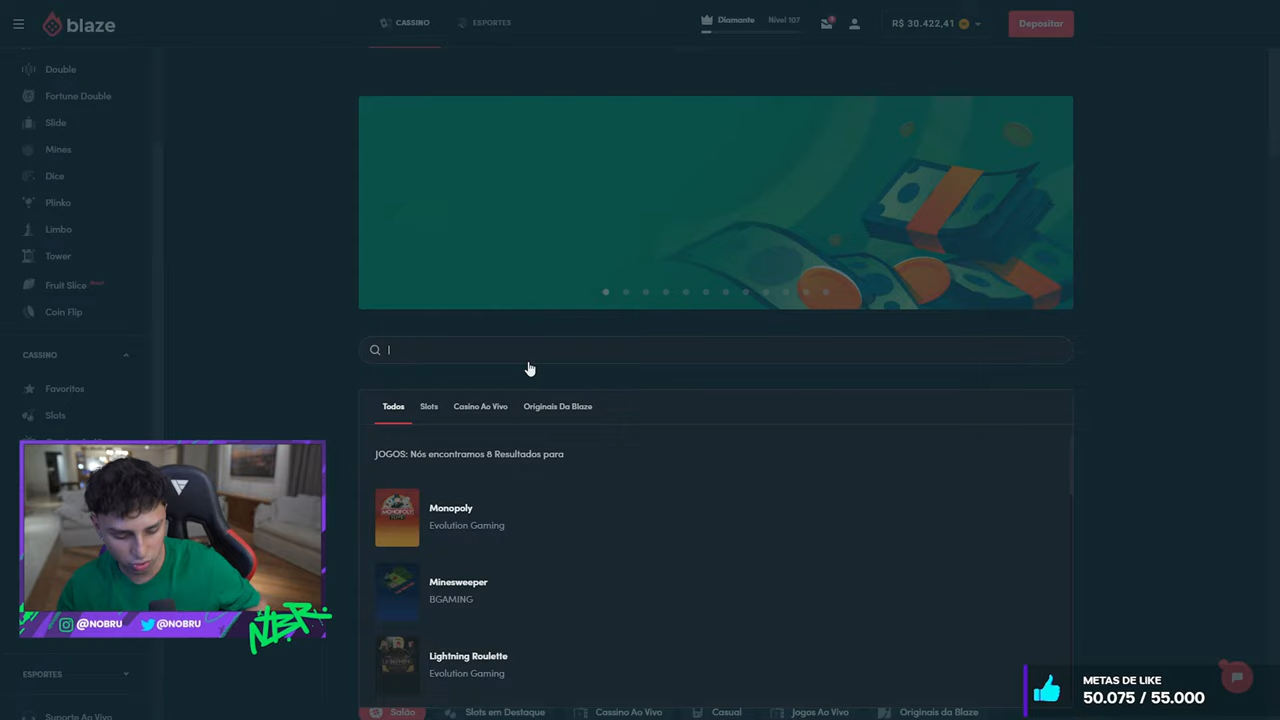 blaze
CASSINO
ESPORTES
Diamante
Nível 107
R$ 30.422,41
Depositar
Double
Fortune Double
Slide
Mines
Dice
Plinko
Limbo
Tower
Fruit Slice
Coin Flip
CASSINO
Favoritos
Slots
Todos
Slots
Casino Ao Vivo
Originais Da Blaze
JOGOS: Nós encontramos 8 Resultados para
Monopoly
Evolution Gaming
Minesweeper
BGAMING
Lightning Roulette
Evolution Gaming
@NOBRU
@NOBRU
NBR
ESPORTES
Suporte Ao Vivo
Salão
Slots em Destaque
Cassino Ao Vivo
Casual
Jogos Ao Vivo
Originais da Blaze
METAS DE LIKE
50.075 / 55.000